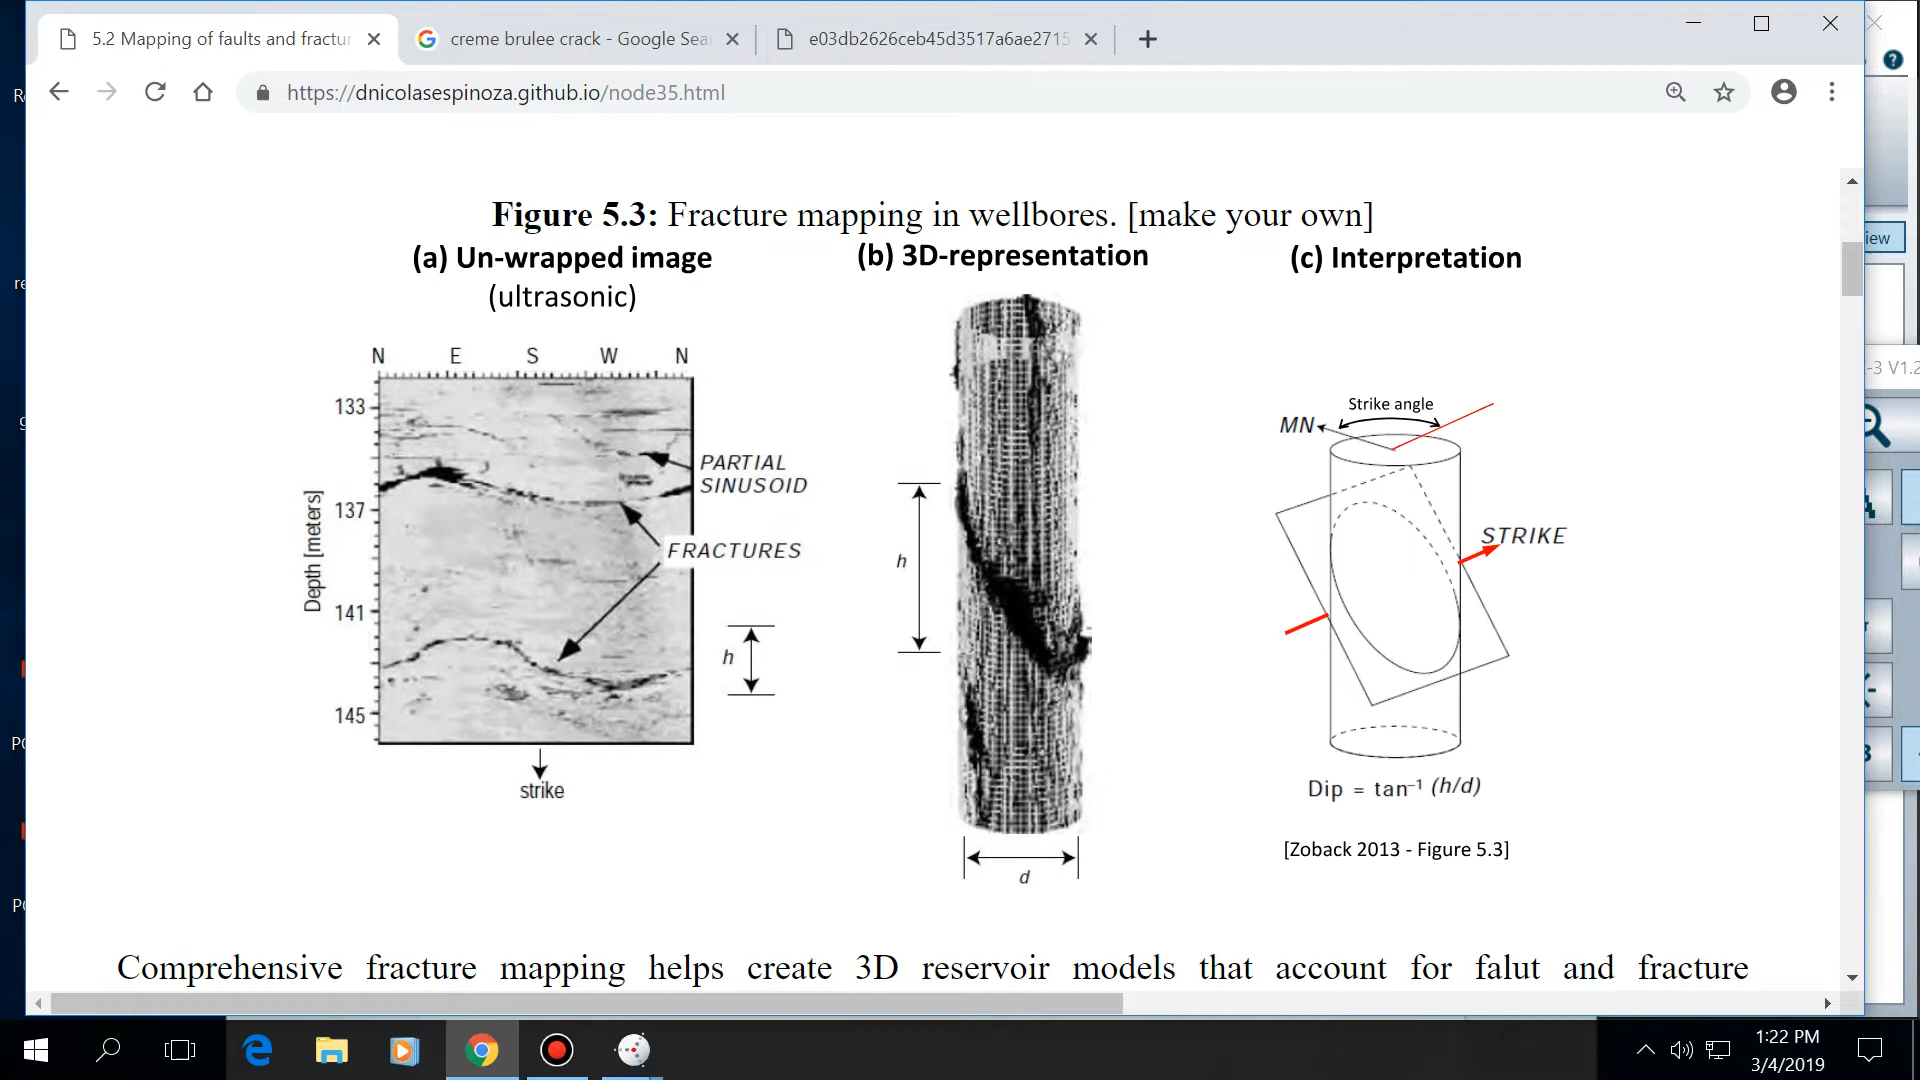 5.2 Mapping of faults and fractur
creme brulee crack - Google Sea
e03db2626ceb45d3517a6ae2715
https://dnicolasespinoza.github.io/node35.html
Figure 5.3: Fracture mapping in wellbores. [make your own]
(a) Un-wrapped image
(ultrasonic)
(b) 3D-representation
(c) Interpretation
N E S W N
133
137
141
145
Depth [meters]
PARTIAL
SINUSOID
FRACTURES
h
strike
h
d
Strike angle
MN
STRIKE
Dip = tan⁻¹ (h/d)
[Zoback 2013 - Figure 5.3]
Comprehensive fracture mapping helps create 3D reservoir models that account for falut and fracture
iew
-3 V1.2
1:22 PM
3/4/2019